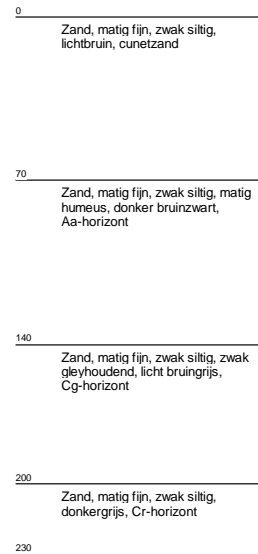 0
Zand, matig fijn, zwak siltig,
lichtbruin, cunetzand
70
Zand, matig fijn, zwak siltig, matig
humeus, donker bruinzwart,
Aa-horizont
140
Zand, matig fijn, zwak siltig, zwak
gleyhoudend, licht bruingrijs,
Cg-horizont
200
Zand, matig fijn, zwak siltig,
donkergrijs, Cr-horizont
230